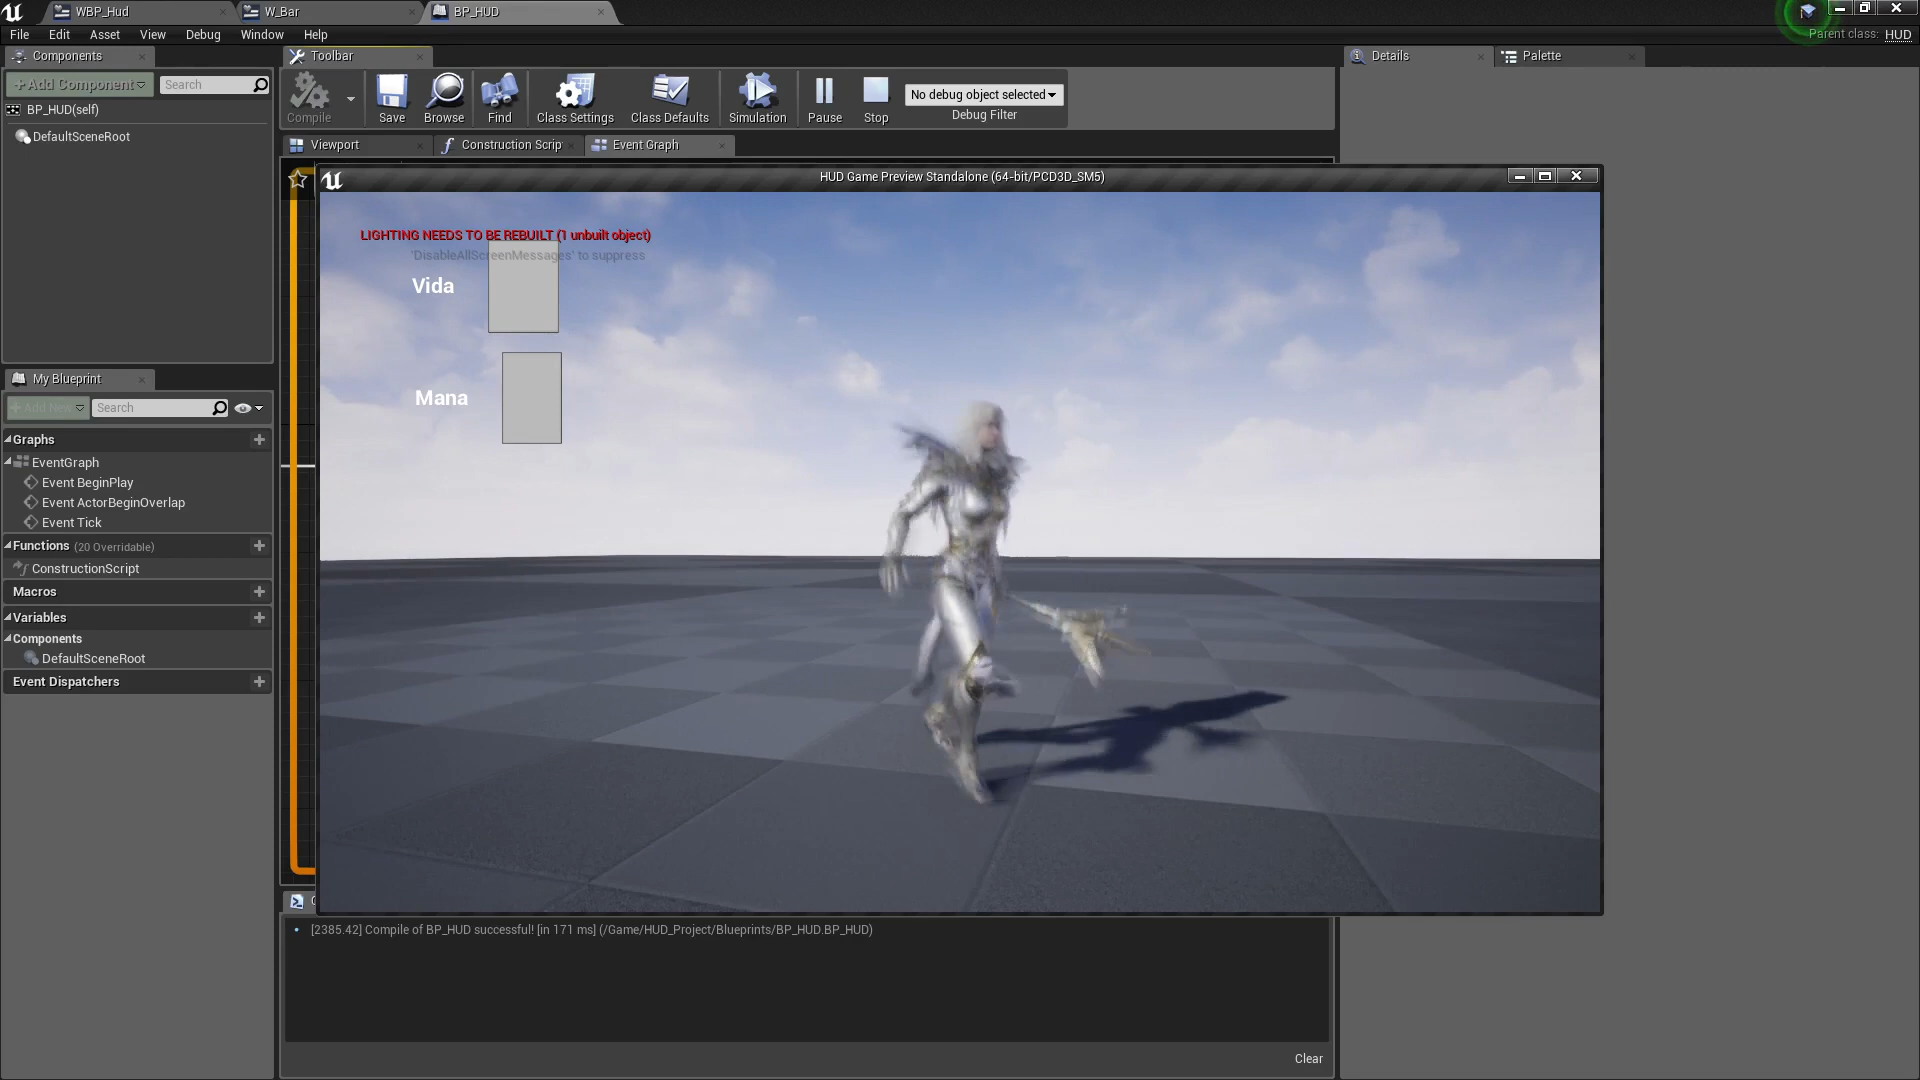 WBP_Hud
W_Bar
BP_HUD
File Edit Asset View Debug Window Help
Parent class: HUD
Components
Toolbar
Details
Palette
+Add Component
Search
BP_HUD(self)
DefaultSceneRoot
Compile
Save
Browse
Find
Class Settings
Class Defaults
Simulation
Pause
Stop
No debug object selected
Debug Filter
Viewport
Construction Scrip
Event Graph
HUD Game Preview Standalone (64-bit/PCD3D_SM5)
LIGHTING NEEDS TO BE REBUILT (1 unbuilt object)
'DisableAllScreenMessages' to suppress
Vida
Mana
My Blueprint
+Add New
Search
Graphs
EventGraph
Event BeginPlay
Event ActorBeginOverlap
Event Tick
Functions (20 Overridable)
ConstructionScript
Macros
Variables
Components
DefaultSceneRoot
Event Dispatchers
[2385.42] Compile of BP_HUD successful! [in 171 ms] (/Game/HUD_Project/Blueprints/BP_HUD.BP_HUD)
Clear